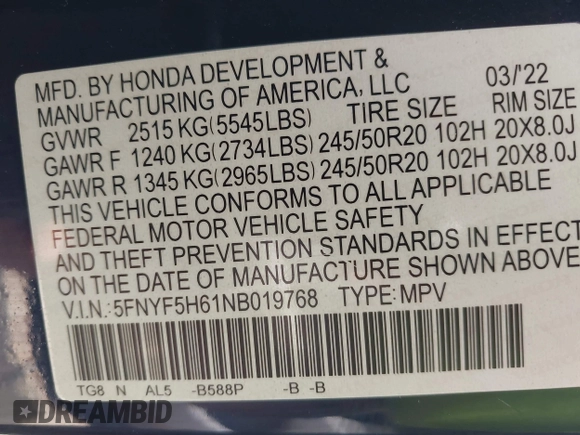 MFD. BY HONDA DEVELOPMENT &
MANUFACTURING OF AMERICA, LLC 03/'22
GVWR 2515 KG(5545LBS) TIRE SIZE RIM SIZE
GAWR F 1240 KG(2734LBS) 245/50R20 102H 20X8.0J
GAWR R 1345 KG(2965LBS) 245/50R20 102H 20X8.0J
THIS VEHICLE CONFORMS TO ALL APPLICABLE
FEDERAL MOTOR VEHICLE SAFETY
AND THEFT PREVENTION STANDARDS IN EFFECT
ON THE DATE OF MANUFACTURE SHOWN ABOVE
V.I.N.:5FNYF5H61NB019768 TYPE:MPV
TG8 N AL5 -B588P -B -B
DREAMBID